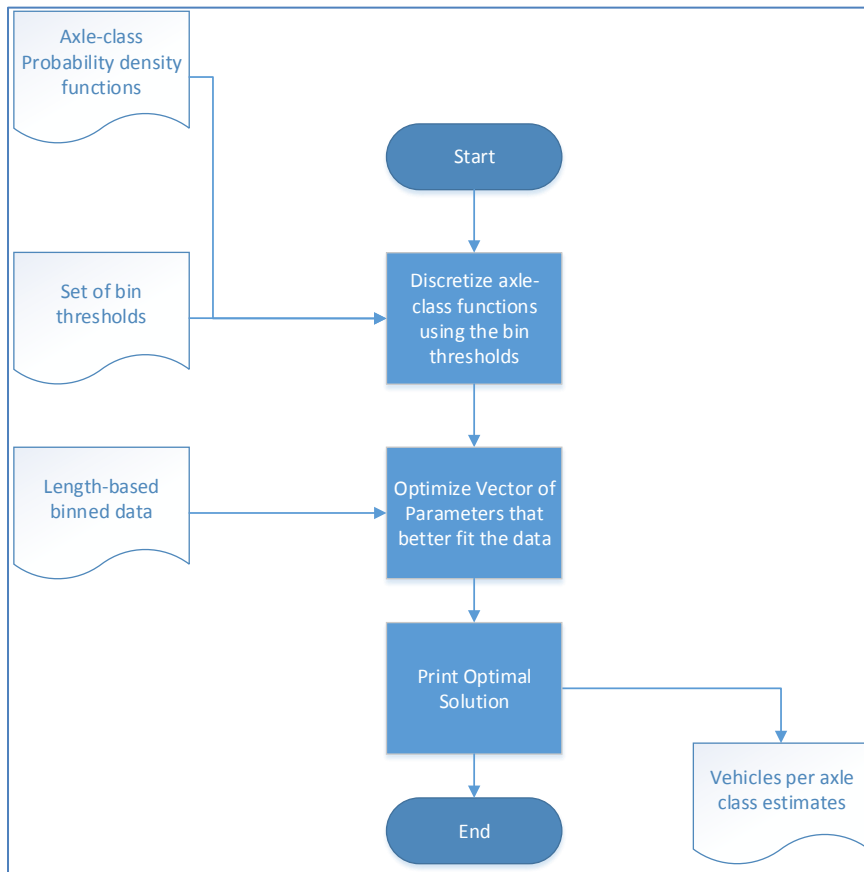 Axle-class
Probability density
functions
Start
Set of bin
thresholds
Discretize axle-
class functions
using the bin
thresholds
Length-based
binned data
Optimize Vector of
Parameters that
better fit the data
Print Optimal
Solution
Vehicles per axle
class estimates
End